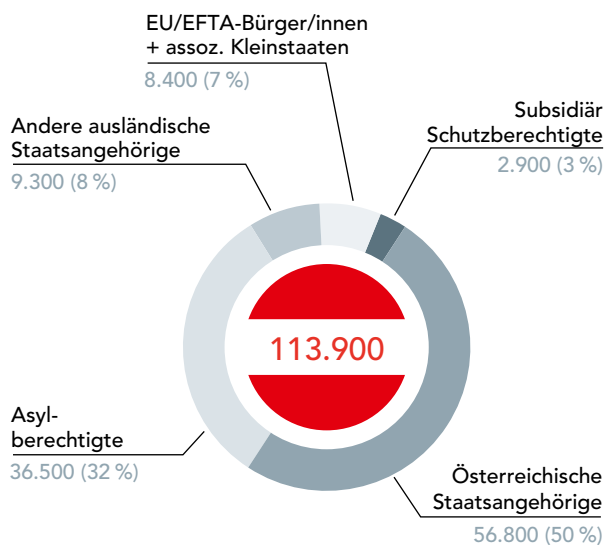 EU/EFTA-Bürger/innen
+ assoz. Kleinstaaten
8.400 (7 %)
Subsidiär
Schutzberechtigte
2.900 (3 %)
Andere ausländische
Staatsangehörige
9.300 (8 %)
113.900
Asyl-
berechtigte
36.500 (32 %)
Österreichische
Staatsangehörige
56.800 (50 %)